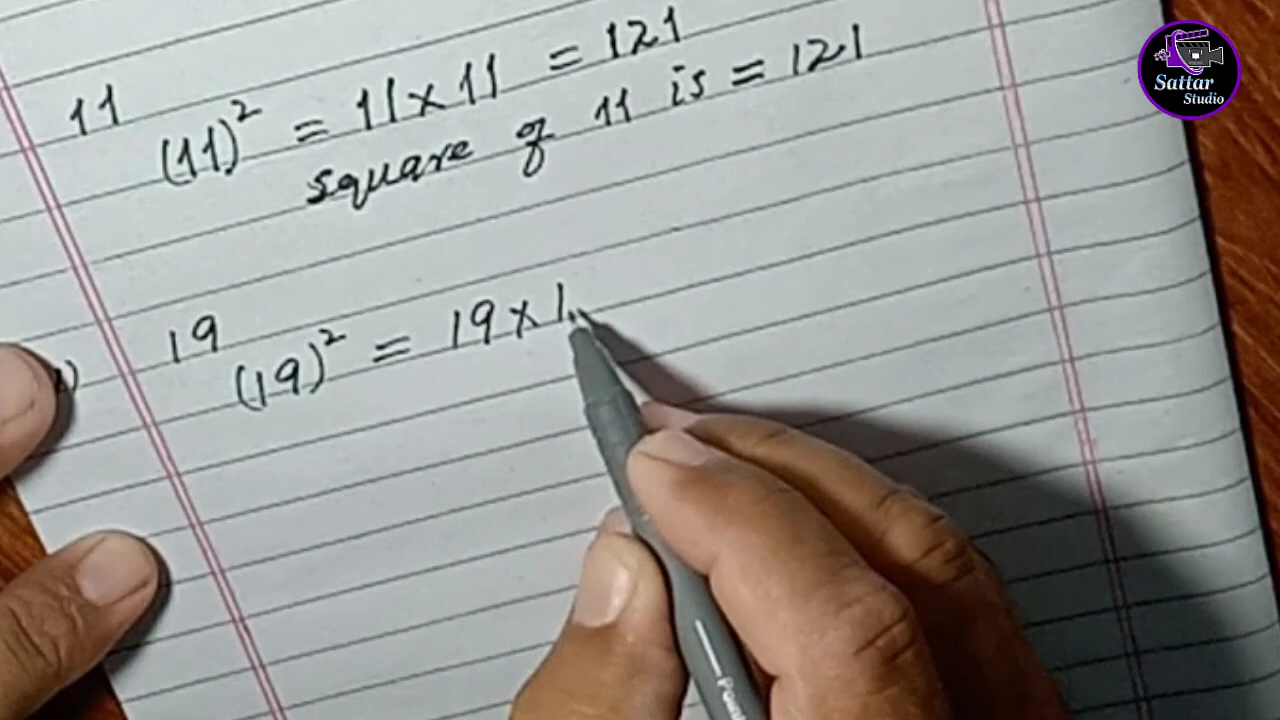 11
(11)² = 11 × 11 = 121
square of 11 is = 121
19
(19)² = 19 × 1
Sattar
Studio